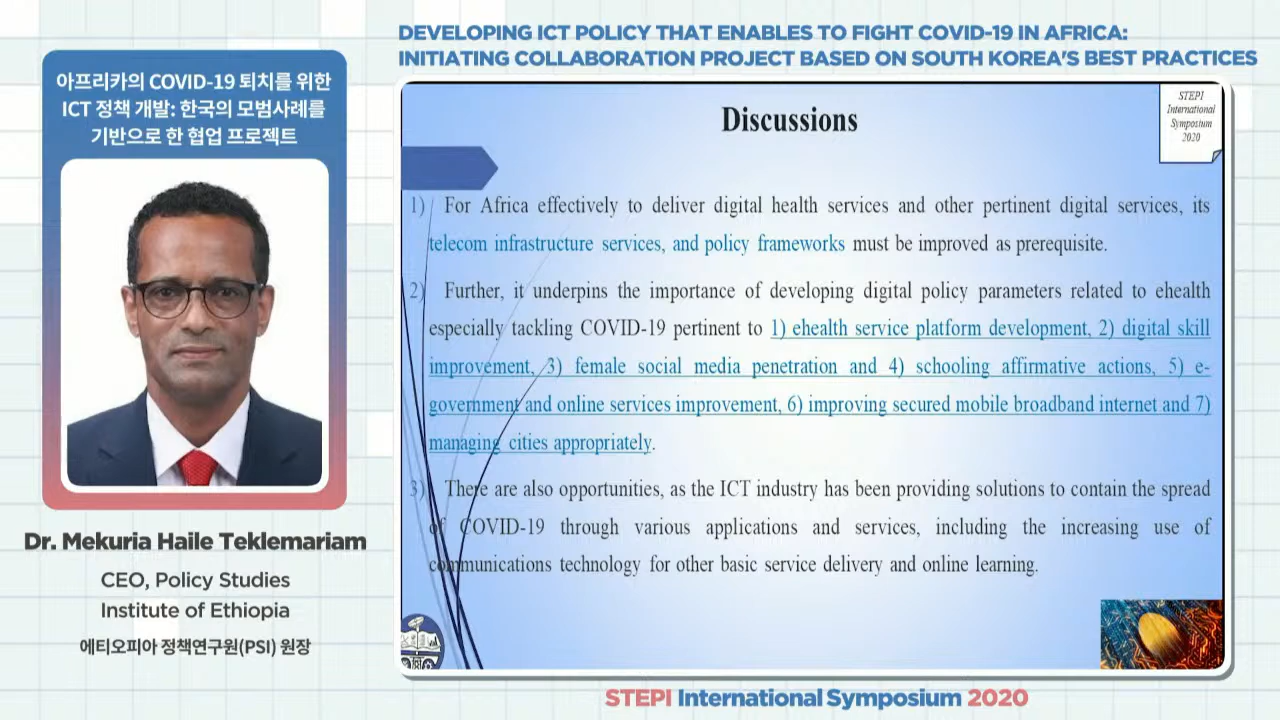 DEVELOPING ICT POLICY THAT ENABLES TO FIGHT COVID-19 IN AFRICA:
INITIATING COLLABORATION PROJECT BASED ON SOUTH KOREA'S BEST PRACTICES
아프리카의 COVID-19 퇴치를 위한
ICT 정책 개발: 한국의 모범사례를
기반으로 한 협업 프로젝트
Dr. Mekuria Haile Teklemariam
CEO, Policy Studies
Institute of Ethiopia
에티오피아 정책연구원(PSI) 원장
STEPI
International
Symposium
2020
Discussions
1) For Africa effectively to deliver digital health services and other pertinent digital services, its
telecom infrastructure services, and policy frameworks must be improved as prerequisite.
2) Further, it underpins the importance of developing digital policy parameters related to ehealth
especially tackling COVID-19 pertinent to 1) ehealth service platform development, 2) digital skill
improvement, 3) female social media penetration and 4) schooling affirmative actions, 5) e-
government and online services improvement, 6) improving secured mobile broadband internet and 7)
managing cities appropriately.
3) There are also opportunities, as the ICT industry has been providing solutions to contain the spread
of COVID-19 through various applications and services, including the increasing use of
communications technology for other basic service delivery and online learning.
STEPI International Symposium 2020